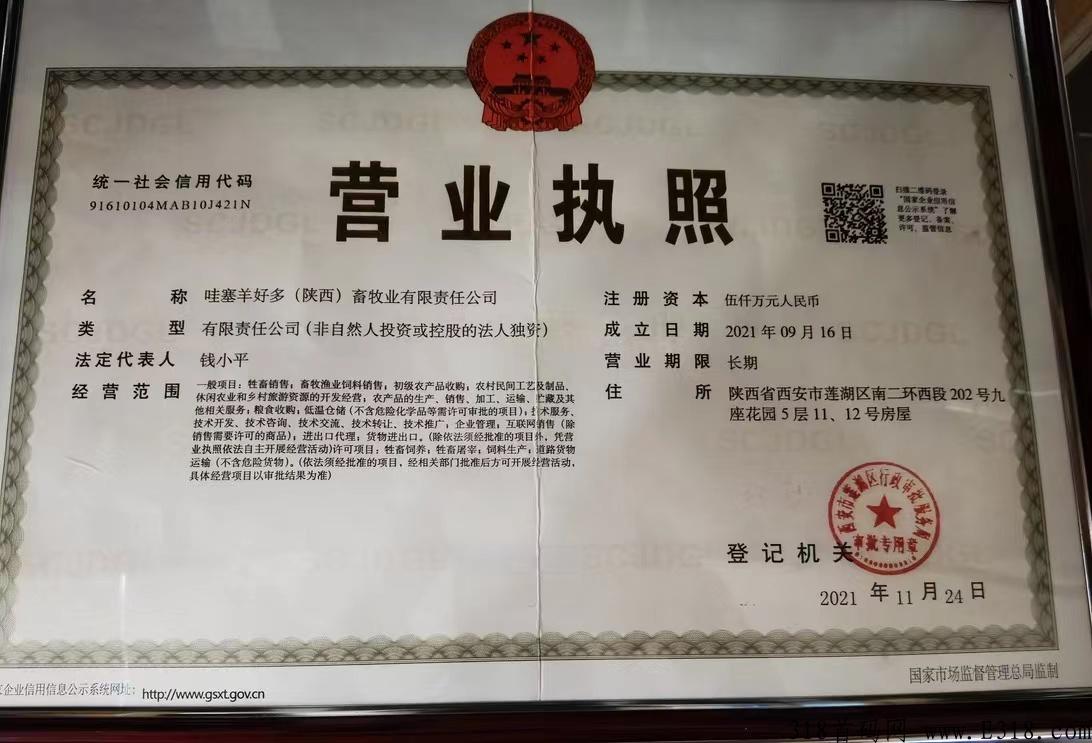 统一社会信用代码
91610104MAB10J421N
营业执照
扫描二维码登录
“国家企业信用信
息公示系统”了解
更多登记、备案、
许可、监管信息
名称 哇塞羊好多（陕西）畜牧业有限责任公司
类型 有限责任公司（非自然人投资或控股的法人独资）
法定代表人 钱小平
经营范围 一般项目：牲畜销售；畜牧渔业饲料销售；初级农产品收购；农村民间工艺及制品、
休闲农业和乡村旅游资源的开发经营；农产品的生产、销售、加工、运输、贮藏及其
他相关服务；粮食收购；低温仓储（不含危险化学品等需许可审批的项目）；技术服务、
技术开发、技术咨询、技术交流、技术转让、技术推广；企业管理；互联网销售（除
销售需要许可的商品）；进出口代理；货物进出口。（除依法须经批准的项目外，凭营
业执照依法自主开展经营活动）许可项目：牲畜饲养；牲畜屠宰；饲料生产；道路货物
运输（不含危险货物）。（依法须经批准的项目，经相关部门批准后方可开展经营活动，
具体经营项目以审批结果为准）
注册资本 伍仟万元人民币
成立日期 2021年09月16日
营业期限 长期
住所 陕西省西安市莲湖区南二环西段202号九
座花园5层11、12号房屋
西安市莲湖区行政审批服务局
审批专用章
登记机关
2021年11月24日
企业信用信息公示系统网址：http://www.gsxt.gov.cn
国家市场监督管理总局监制
318首码网 www.E318.com